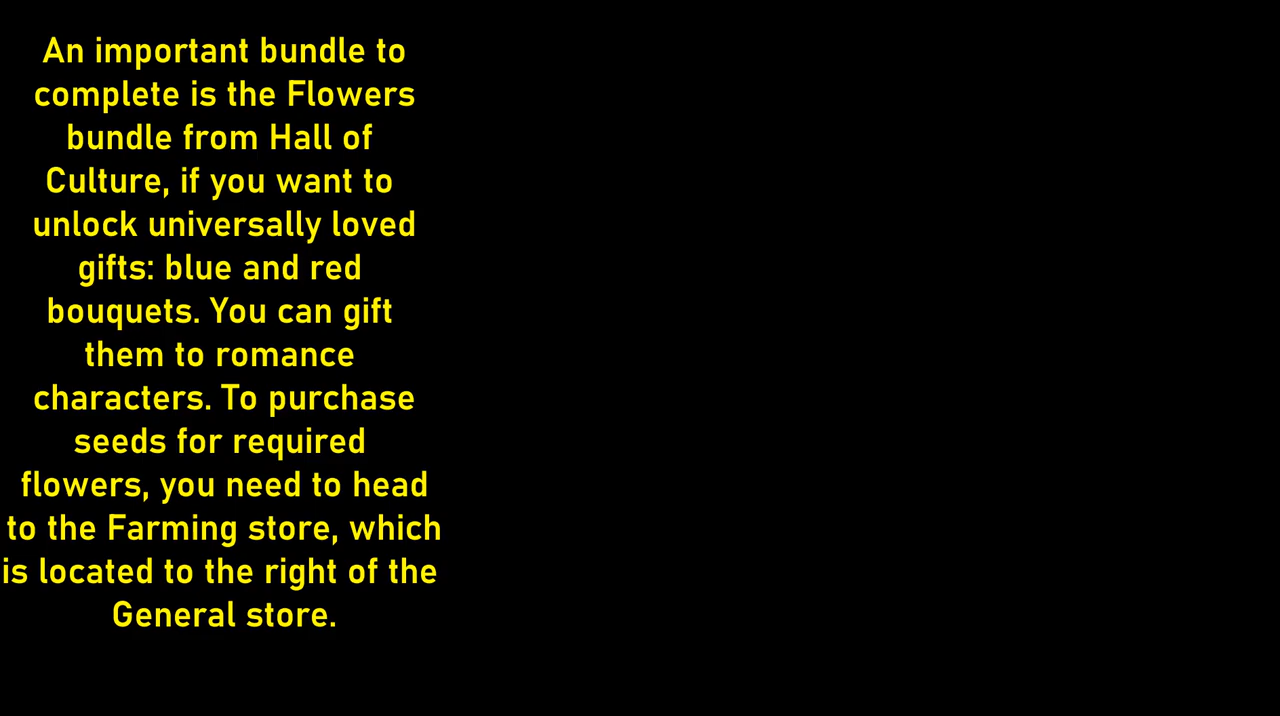 An important bundle to
complete is the Flowers
bundle from Hall of
Culture, if you want to
unlock universally loved
gifts: blue and red
bouquets. You can gift
them to romance
characters. To purchase
seeds for required
flowers, you need to head
to the Farming store, which
is located to the right of the
General store.